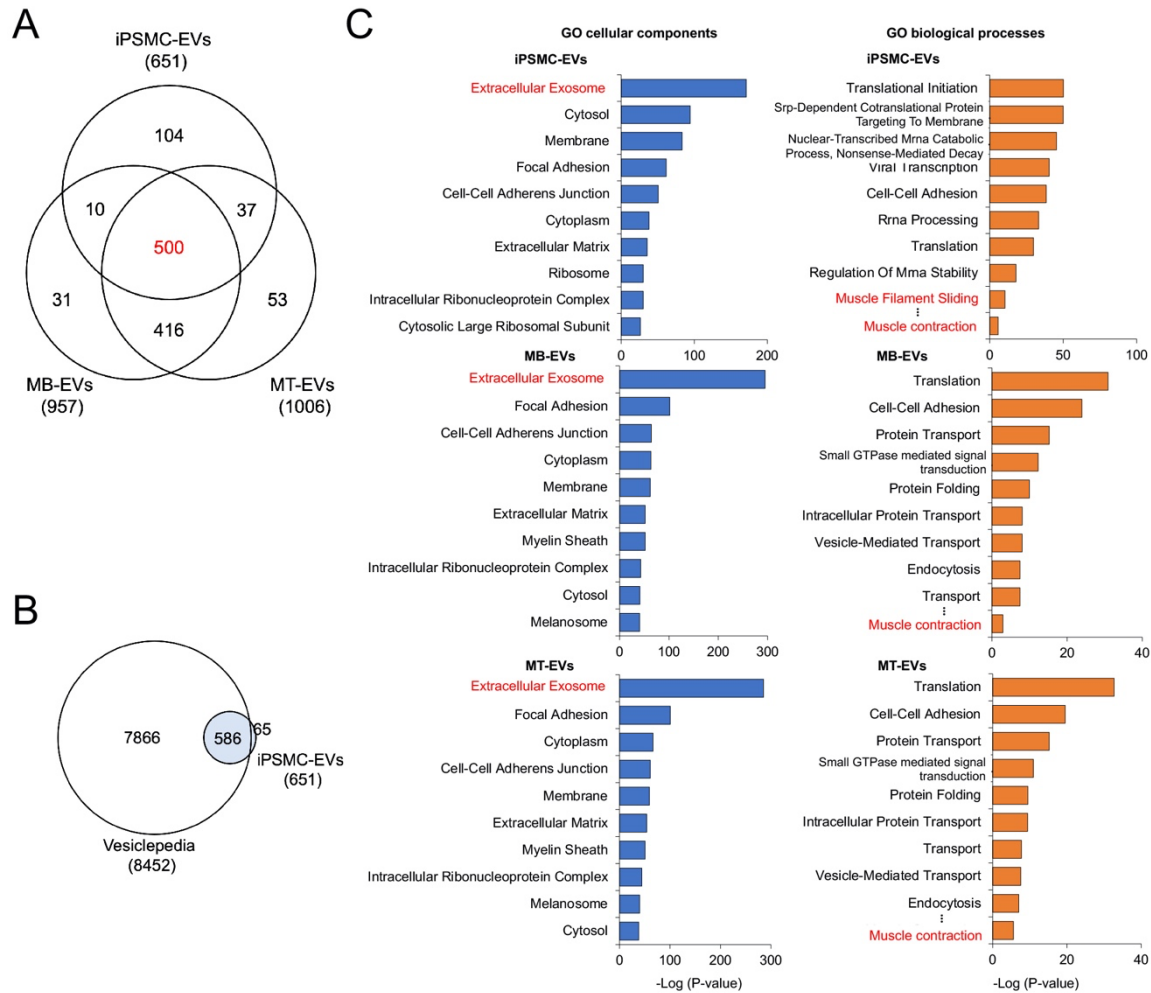 A
iPSMC-EVs
(651)
104
10
37
500
31
53
416
MB-EVs
(957)
MT-EVs
(1006)
B
7866
586
65
iPSMC-EVs
(651)
Vesiclepedia
(8452)
C
GO cellular components
iPSMC-EVs
Extracellular Exosome
Cytosol
Membrane
Focal Adhesion
Cell-Cell Adherens Junction
Cytoplasm
Extracellular Matrix
Ribosome
Intracellular Ribonucleoprotein Complex
Cytosolic Large Ribosomal Subunit
0 100 200
MB-EVs
Extracellular Exosome
Focal Adhesion
Cell-Cell Adherens Junction
Cytoplasm
Membrane
Extracellular Matrix
Myelin Sheath
Intracellular Ribonucleoprotein Complex
Cytosol
Melanosome
0 100 200 300
MT-EVs
Extracellular Exosome
Focal Adhesion
Cytoplasm
Cell-Cell Adherens Junction
Membrane
Extracellular Matrix
Myelin Sheath
Intracellular Ribonucleoprotein Complex
Melanosome
Cytosol
0 100 200 300
-Log (P-value)
GO biological processes
iPSMC-EVs
Translational Initiation
Srp-Dependent Cotranslational Protein
Targeting To Membrane
Nuclear-Transcribed Mrna Catabolic
Process, Nonsense-Mediated Decay
Viral Transcription
Cell-Cell Adhesion
Rrna Processing
Translation
Regulation Of Mrna Stability
Muscle Filament Sliding
⋮
Muscle contraction
0 50 100
MB-EVs
Translation
Cell-Cell Adhesion
Protein Transport
Small GTPase mediated signal
transduction
Protein Folding
Intracellular Protein Transport
Vesicle-Mediated Transport
Endocytosis
Transport
⋮
Muscle contraction
0 20 40
MT-EVs
Translation
Cell-Cell Adhesion
Protein Transport
Small GTPase mediated signal
transduction
Protein Folding
Intracellular Protein Transport
Transport
Vesicle-Mediated Transport
Endocytosis
⋮
Muscle contraction
0 20 40
-Log (P-value)